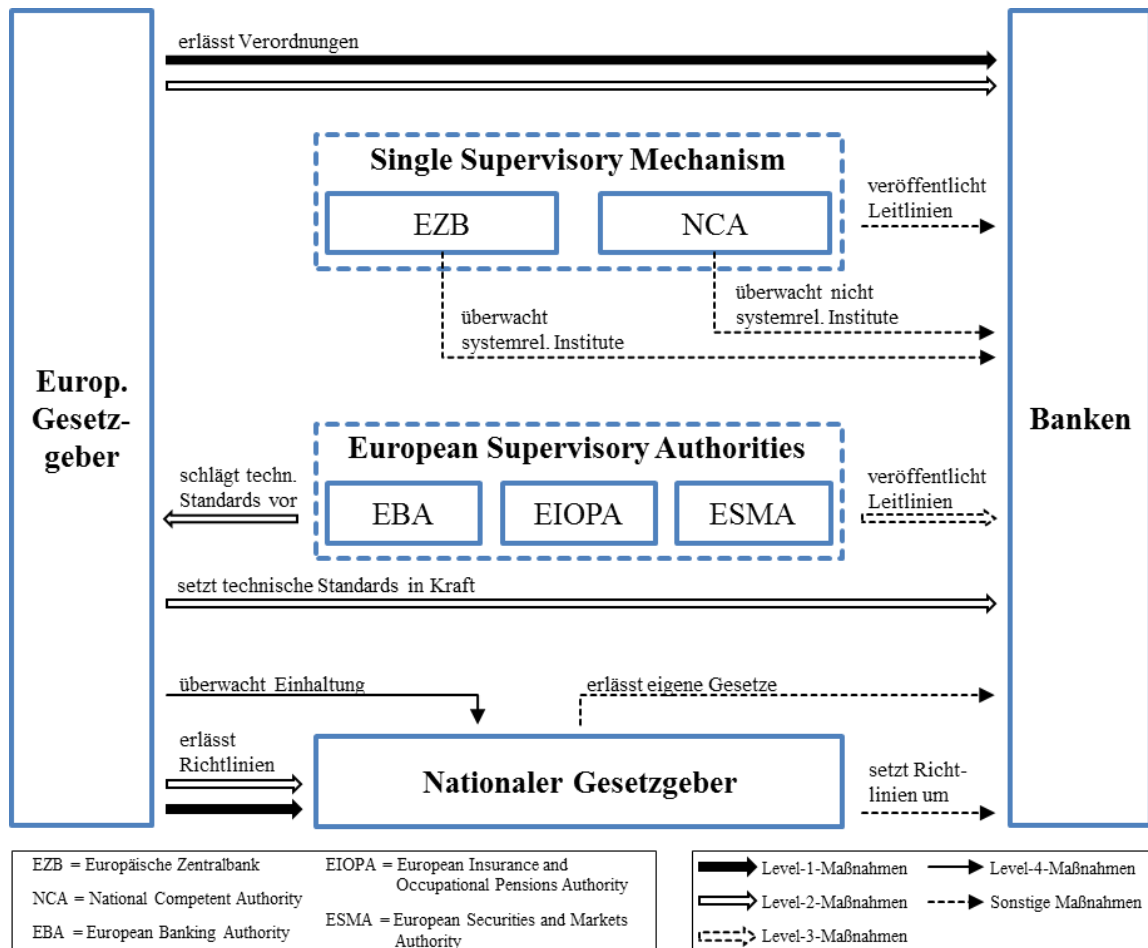 erlässt Verordnungen
Single Supervisory Mechanism
EZB
NCA
veröffentlicht
Leitlinien
überwacht nicht
systemrel. Institute
überwacht
systemrel. Institute
Europ.
Gesetz-
geber
Banken
European Supervisory Authorities
EBA
EIOPA
ESMA
schlägt techn.
Standards vor
veröffentlicht
Leitlinien
setzt technische Standards in Kraft
überwacht Einhaltung
erlässt eigene Gesetze
erlässt
Richtlinien
Nationaler Gesetzgeber
setzt Richt-
linien um
EZB = Europäische Zentralbank
NCA = National Competent Authority
EBA = European Banking Authority
EIOPA = European Insurance and
Occupational Pensions Authority
ESMA = European Securities and Markets
Authority
Level-1-Maßnahmen
Level-2-Maßnahmen
Level-3-Maßnahmen
Level-4-Maßnahmen
Sonstige Maßnahmen